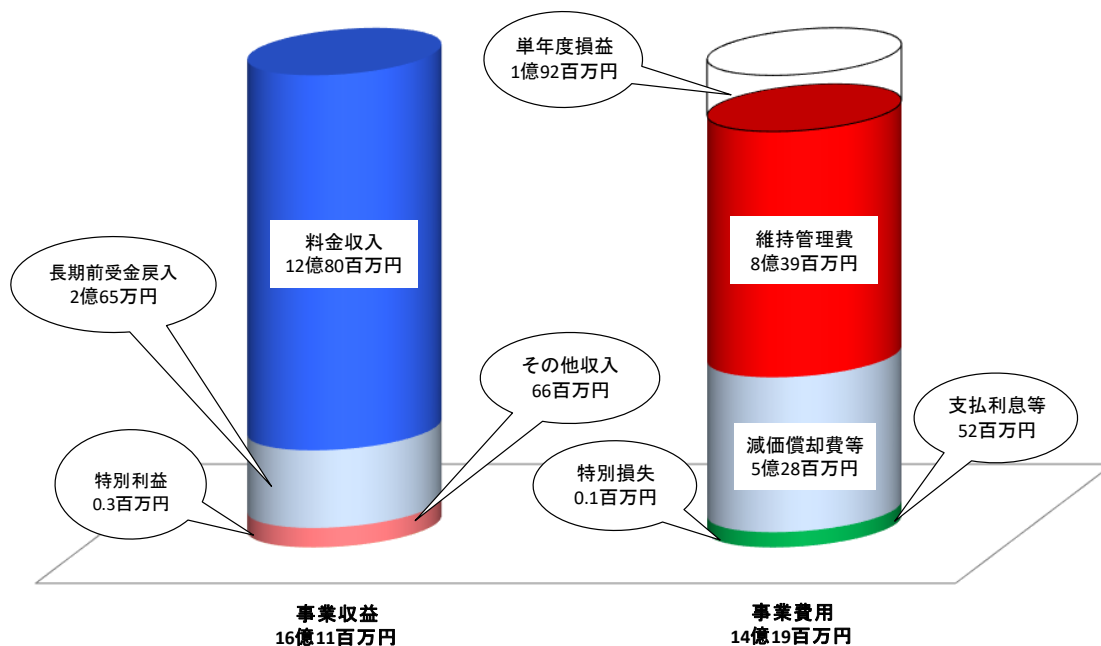 単年度損益
1億92百万円
料金収入
12億80百万円
維持管理費
8億39百万円
長期前受金戻入
2億65万円
その他収入
66百万円
支払利息等
52百万円
減価償却費等
5億28百万円
特別利益
0.3百万円
特別損失
0.1百万円
事業収益
16億11百万円
事業費用
14億19百万円